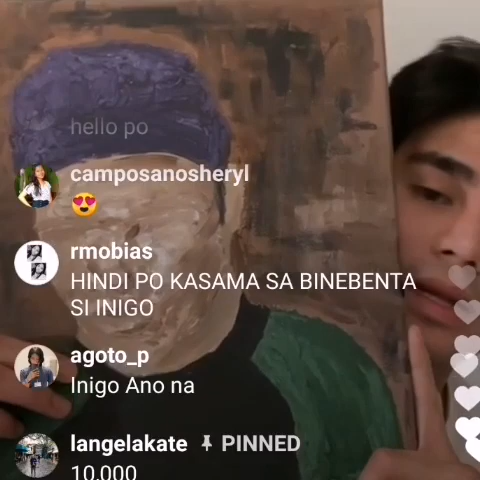 hello po
camposanosheryl
😍
rmobias
HINDI PO KASAMA SA BINEBENTA
SI INIGO
agoto_p
Inigo Ano na
langelakate PINNED
10,000